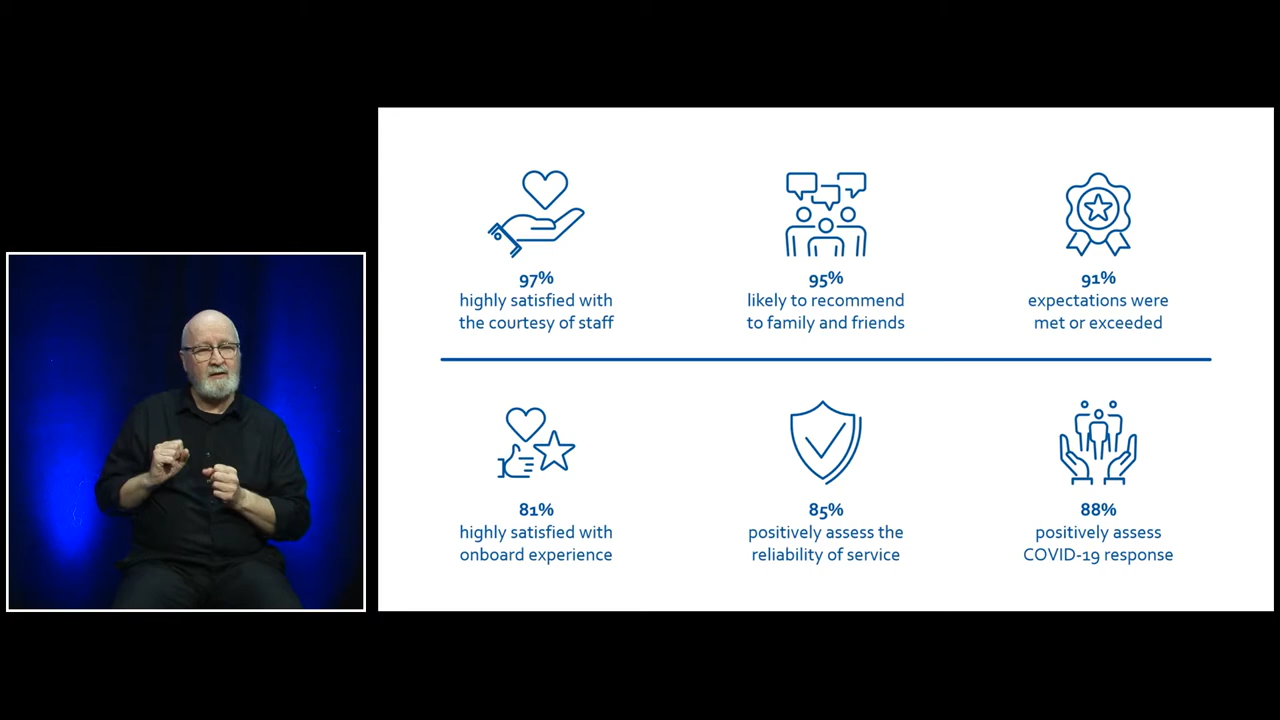 97%
highly satisfied with
the courtesy of staff
95%
likely to recommend
to family and friends
91%
expectations were
met or exceeded
81%
highly satisfied with
onboard experience
85%
positively assess the
reliability of service
88%
positively assess
COVID-19 response